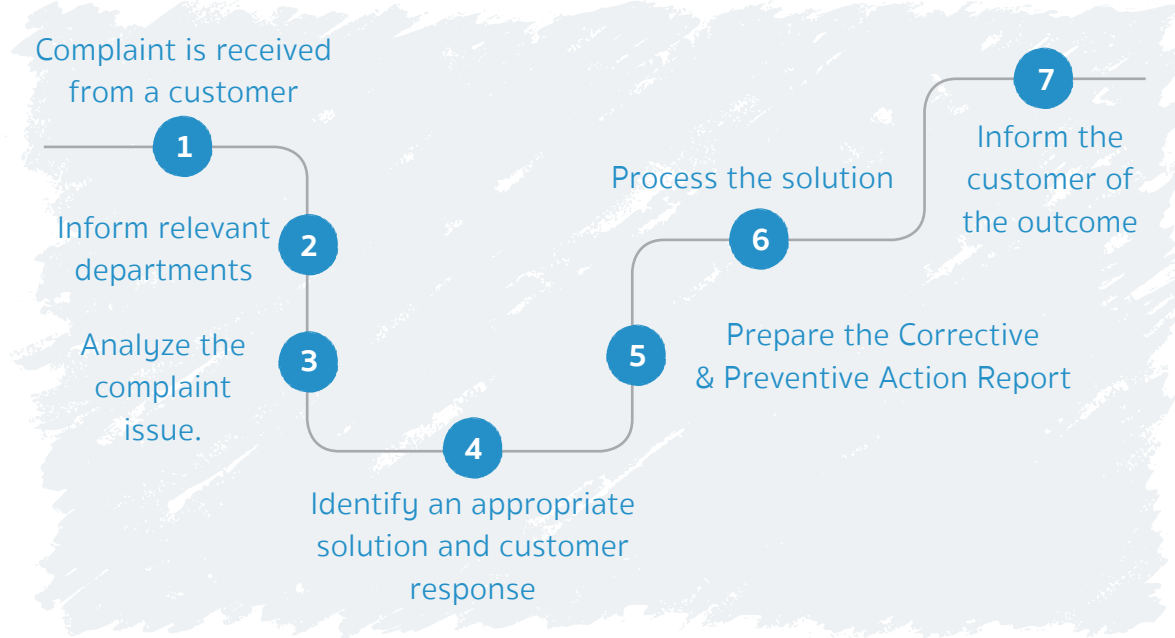 Complaint is received
from a customer
1
Inform relevant
departments
2
Analyze the
complaint
issue.
3
4
Identify an appropriate
solution and customer
response
5
Prepare the Corrective
& Preventive Action Report
Process the solution
6
7
Inform the
customer of
the outcome